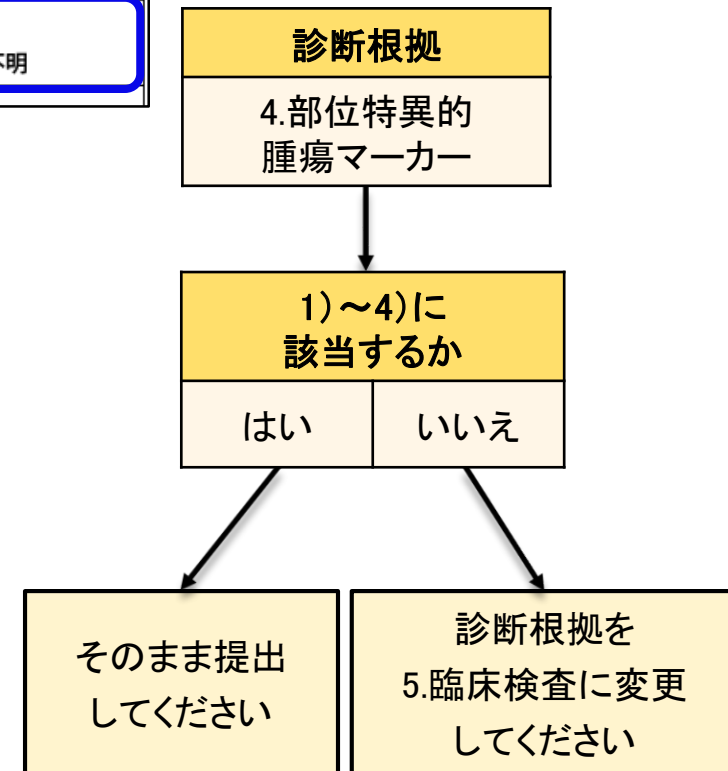 不明
診断根拠
4.部位特異的
腫瘍マーカー
1)～4)に
該当するか
はい
いいえ
そのまま提出
してください
診断根拠を
5.臨床検査に変更
してください